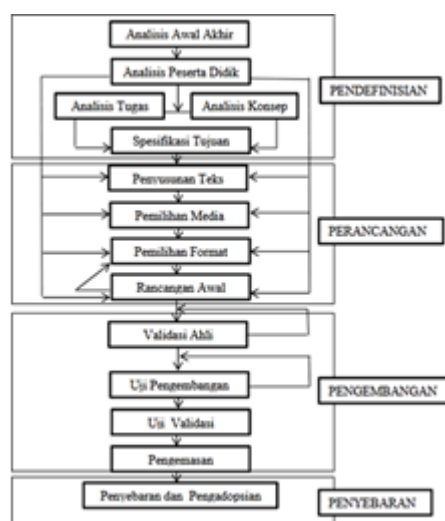 Analisis Awal Akhir
Analisis Peserta Didik
Analisis Tugas
Analisis Konsep
Spesifikasi Tujuan
PENDEFINISIAN
Penyusunan Teks
Pemilihan Media
Pemilihan Format
Rancangan Awal
PERANCANGAN
Validasi Ahli
Uji Pengembangan
Uji Validasi
Pengemasan
PENGEMBANGAN
Penyebaran dan Pengadopsian
PENYEBARAN